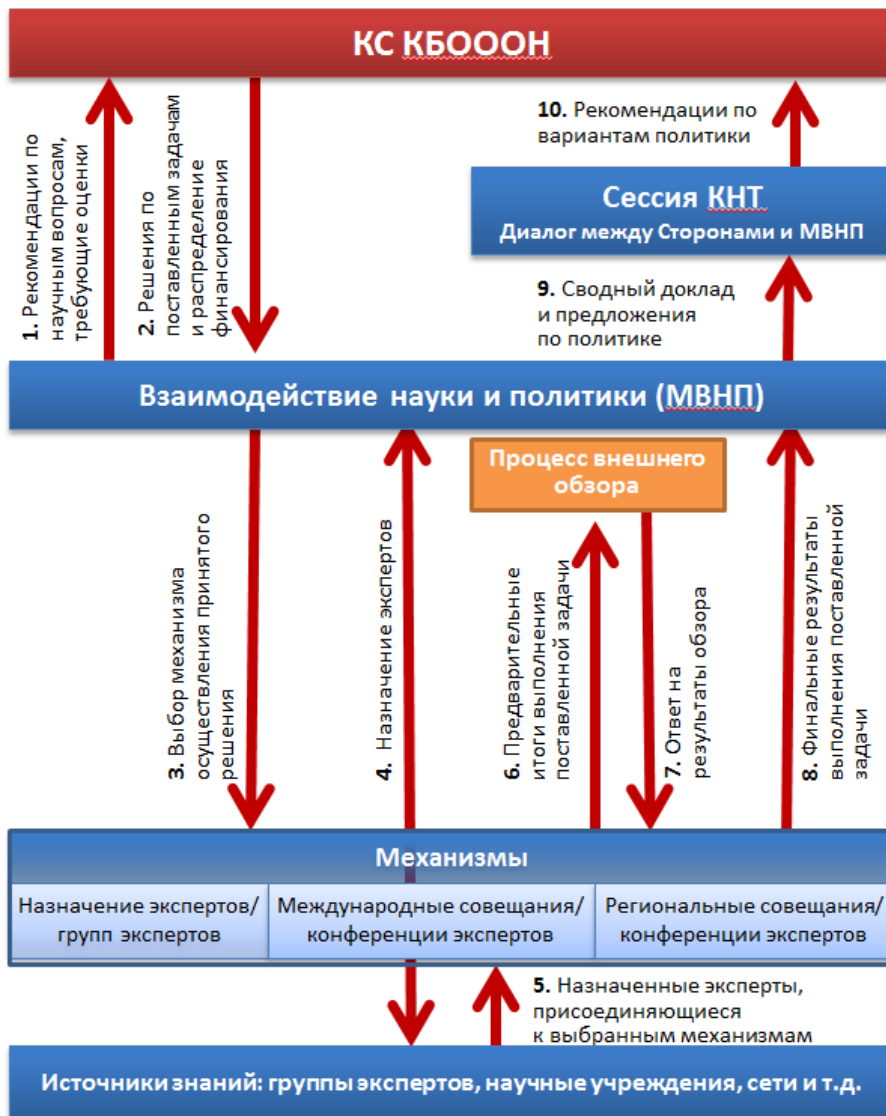 КС КБОООН
1. Рекомендации по
научным вопросам,
требующие оценки
2. Решения по
поставленным задачам
и распределение
финансирования
10. Рекомендации по
вариантам политики
Сессия КНТ
Диалог между Сторонами и МВНП
9. Сводный доклад
и предложения
по политике
Взаимодействие науки и политики (МВНП)
Процесс внешнего
обзора
3. Выбор механизма
осуществления принятого
решения
4. Назначение экспертов
6. Предварительные
итоги выполнения
поставленной задачи
7. Ответ на
результаты обзора
8. Финальные результаты
выполнения поставленной
задачи
Механизмы
Назначение экспертов/
групп экспертов
Международные совещания/
конференции экспертов
Региональные совещания/
конференции экспертов
5. Назначенные эксперты,
присоединяющиеся
к выбранным механизмам
Источники знаний: группы экспертов, научные учреждения, сети и т.д.